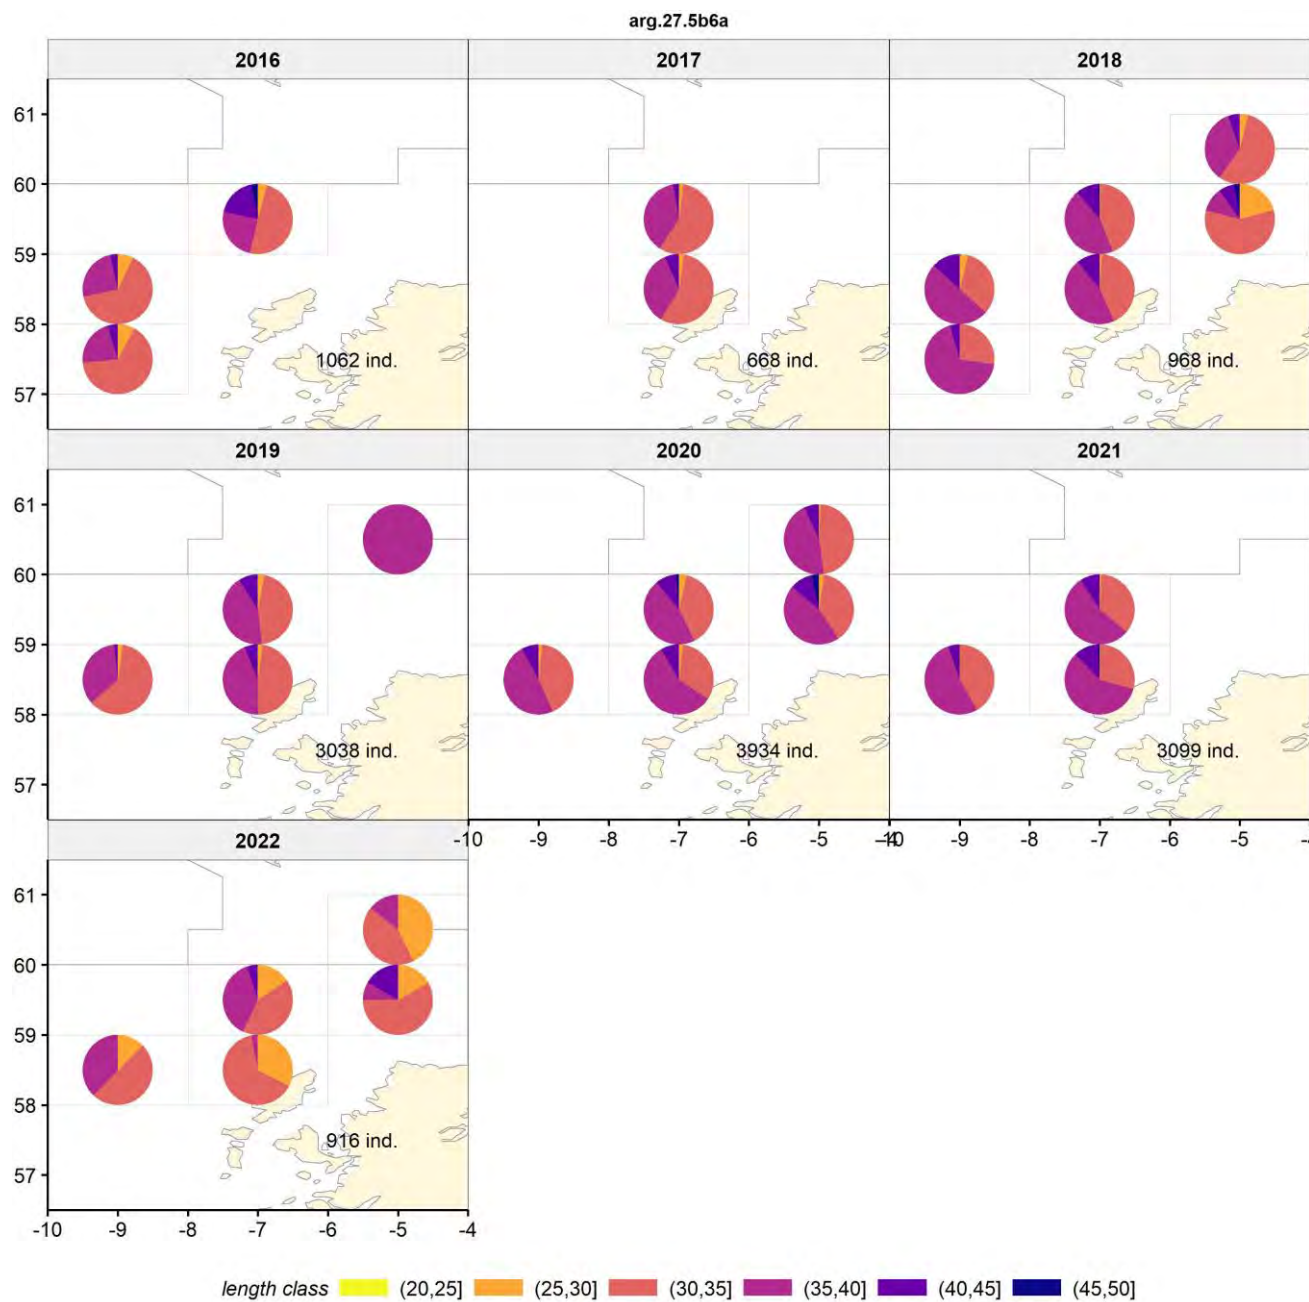 arg.27.5b6a
2016 2017 2018
61
60
59
58
57
1062 ind. 668 ind. 968 ind.
2019 2020 2021
61
60
59
58
57
3038 ind. 3934 ind. 3099 ind.
-10 -9 -8 -7 -6 -5 -4 -10 -9 -8 -7 -6 -5 -4
2022
61
60
59
58
57
916 ind.
-10 -9 -8 -7 -6 -5 -4
length class (20,25] (25,30] (30,35] (35,40] (40,45] (45,50]